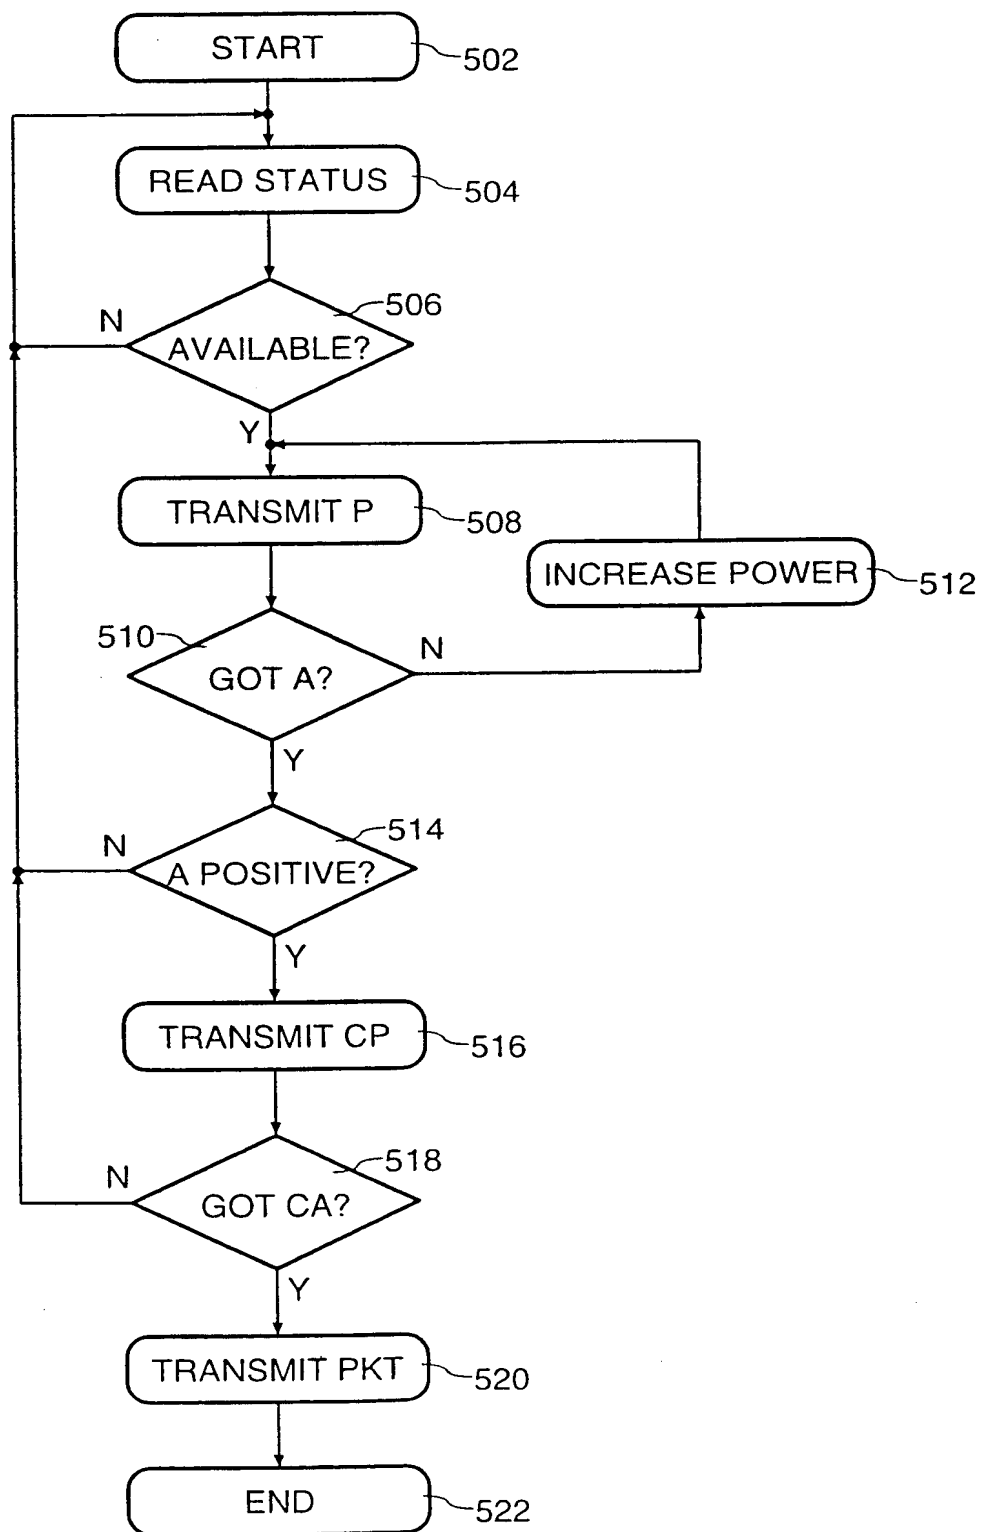 START
502
READ STATUS
504
506
N
AVAILABLE?
Y
TRANSMIT P
508
INCREASE POWER
512
510
N
GOT A?
Y
514
N
A POSITIVE?
Y
TRANSMIT CP
516
518
N
GOT CA?
Y
TRANSMIT PKT
520
END
522